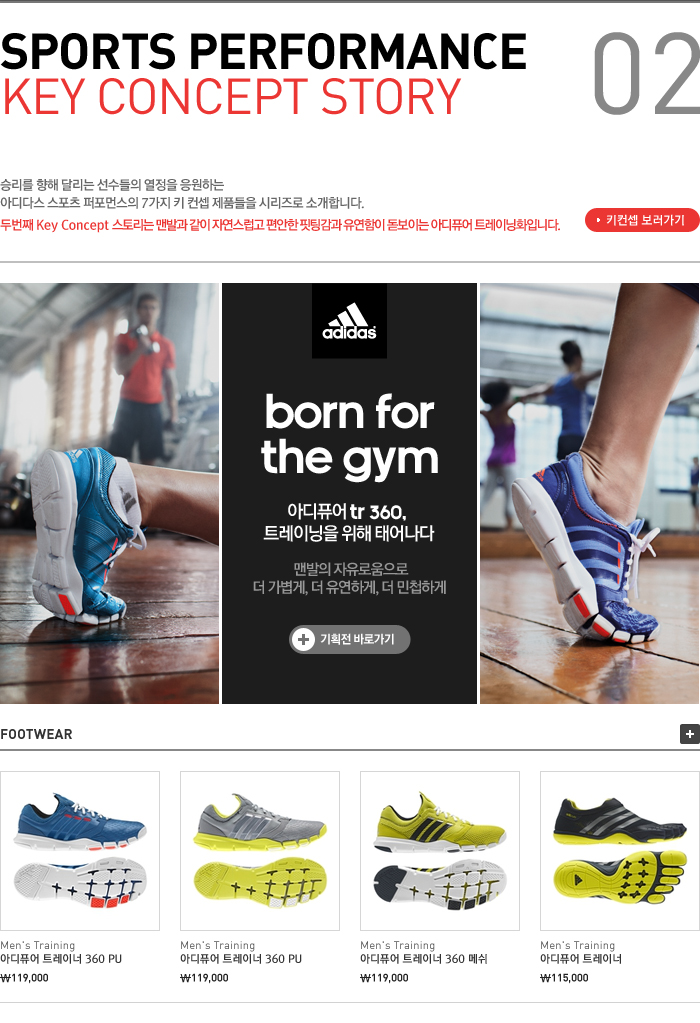 SPORTS PERFORMANCE
KEY CONCEPT STORY
02
승리를 향해 달리는 선수들의 열정을 응원하는
아디다스 스포츠 퍼포먼스의 7가지 키 컨셉 제품들을 시리즈로 소개합니다.
두번째 Key Concept 스토리는 맨발과 같이 자연스럽고 편안한 핏팅감과 유연함이 돋보이는 아디퓨어 트레이닝화입니다.
키컨셉 보러가기
adidas
born for
the gym
아디퓨어 tr 360,
트레이닝을 위해 태어나다
맨발의 자유로움으로
더 가볍게, 더 유연하게, 더 민첩하게
기획전 바로가기
FOOTWEAR
Men's Training
아디퓨어 트레이너 360 PU
₩119,000
Men's Training
아디퓨어 트레이너 360 PU
₩119,000
Men's Training
아디퓨어 트레이너 360 메쉬
₩119,000
Men's Training
아디퓨어 트레이너
₩115,000